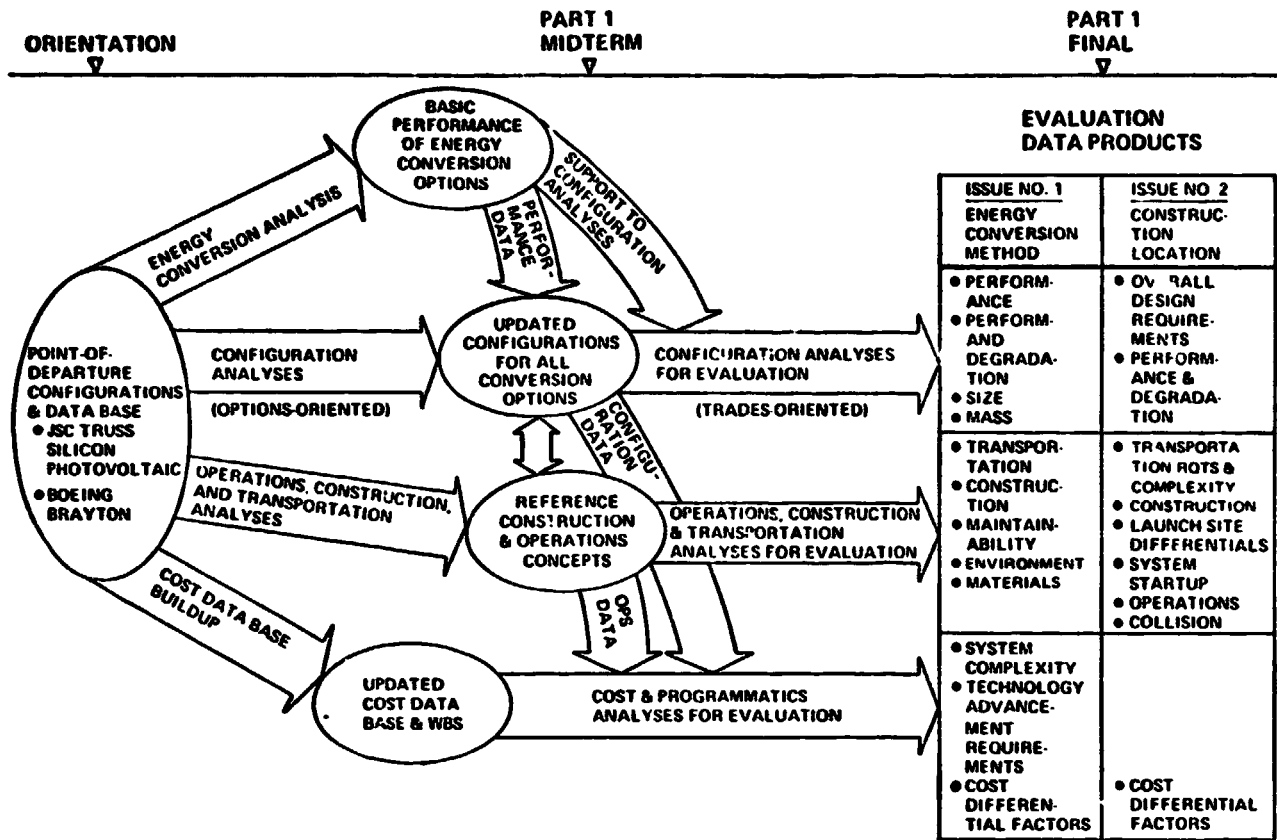 ORIENTATION
PART 1
MIDTERM
PART 1
FINAL
BASIC
PERFORMANCE
OF ENERGY
CONVERSION
OPTIONS
ENERGY
CONVERSION ANALYSIS
SUPPORT TO
CONFIGURATION
ANALYSES
PERFOR-
MANCE
DATA
POINT-OF-
DEPARTURE
CONFIGURATIONS
& DATA BASE
● JSC TRUSS
SILICON
PHOTOVOLTAIC
● BOEING
BRAYTON
CONFIGURATION
ANALYSES
(OPTIONS-ORIENTED)
UPDATED
CONFIGURATIONS
FOR ALL
CONVERSION
OPTIONS
CONFIGURATION ANALYSES
FOR EVALUATION
(TRADES-ORIENTED)
CONFIGU-
RATION
DATA
OPERATIONS, CONSTRUCTION,
AND TRANSPORTATION
ANALYSES
REFERENCE
CONSTRUCTION
& OPERATIONS
CONCEPTS
OPERATIONS, CONSTRUCTION
& TRANSPORTATION
ANALYSES FOR EVALUATION
OPS
DATA
COST DATA BASE
BUILDUP
UPDATED
COST DATA
BASE & WBS
COST & PROGRAMMATICS
ANALYSES FOR EVALUATION
EVALUATION
DATA PRODUCTS
ISSUE NO. 1
ENERGY
CONVERSION
METHOD
ISSUE NO 2
CONSTRUC-
TION
LOCATION
● PERFORM-
ANCE
● PERFORM-
AND
DEGRADA-
TION
● SIZE
● MASS
● OV RALL
DESIGN
REQUIRE-
MENTS
● PERFORM-
ANCE &
DEGRADA-
TION
● TRANSPOR-
TATION
● CONSTRUC-
TION
● MAINTAIN-
ABILITY
● ENVIRONMENT
● MATERIALS
● TRANSPORTA
TION ROTS &
COMPLEXITY
● CONSTRUCTION
● LAUNCH SITE
DIFFERENTIALS
● SYSTEM
STARTUP
● OPERATIONS
● COLLISION
● SYSTEM
COMPLEXITY
● TECHNOLOGY
ADVANCE-
MENT
REQUIRE-
MENTS
● COST
DIFFEREN-
TIAL FACTORS
● COST
DIFFERENTIAL
FACTORS